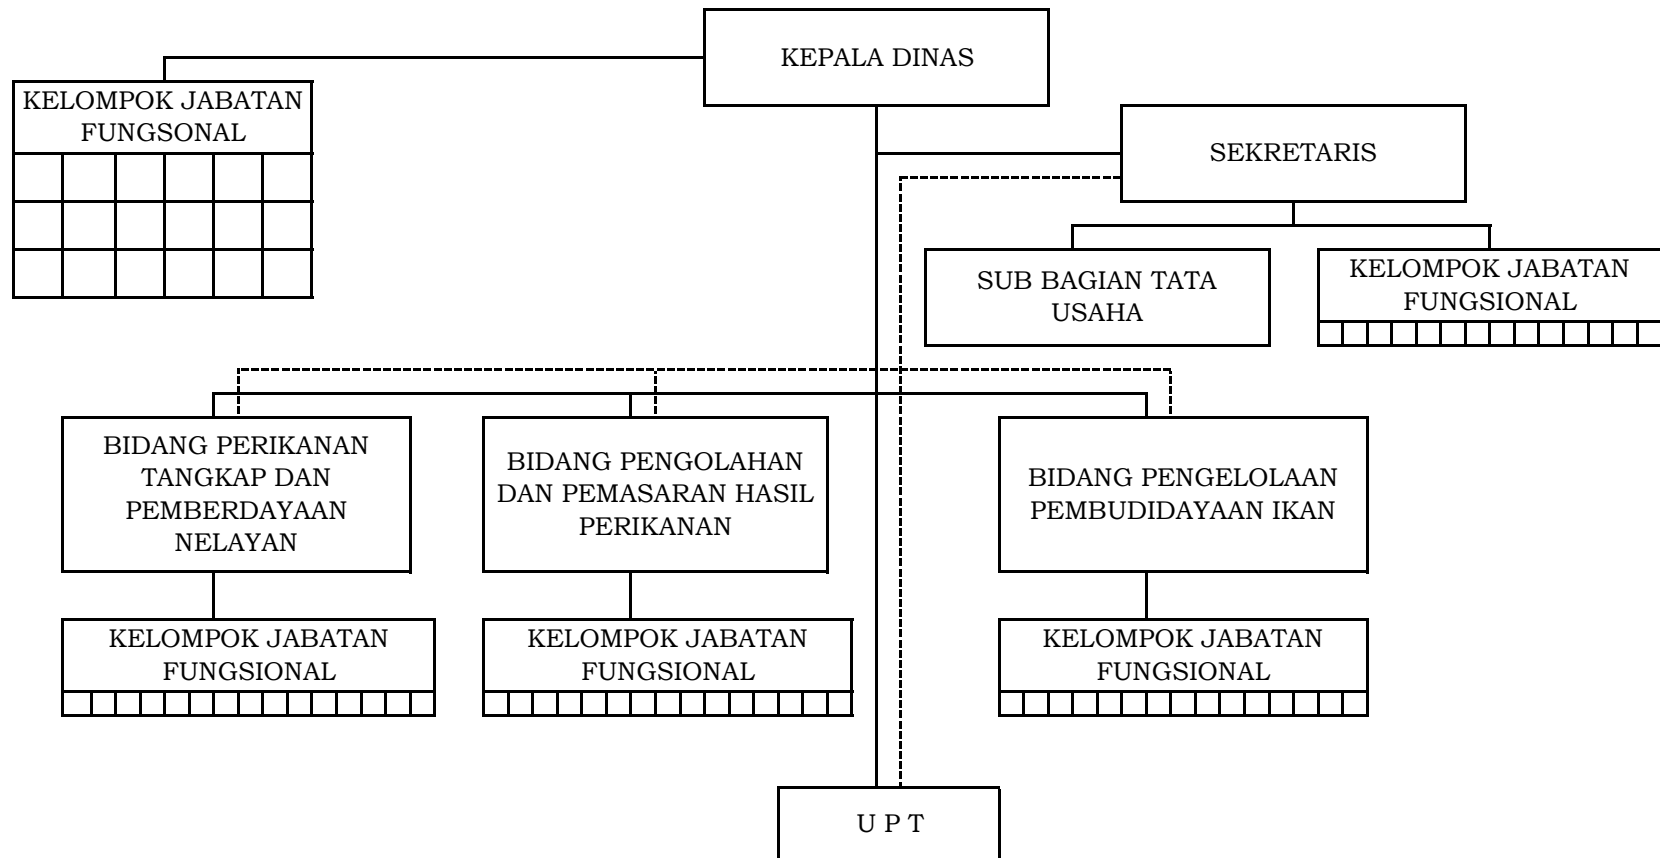 KEPALA DINAS
KELOMPOK JABATAN
FUNGSONAL
SEKRETARIS
SUB BAGIAN TATA
USAHA
KELOMPOK JABATAN
FUNGSIONAL
BIDANG PERIKANAN
TANGKAP DAN
PEMBERDAYAAN
NELAYAN
BIDANG PENGOLAHAN
DAN PEMASARAN HASIL
PERIKANAN
BIDANG PENGELOLAAN
PEMBUDIDAYAAN IKAN
KELOMPOK JABATAN
FUNGSIONAL
KELOMPOK JABATAN
FUNGSIONAL
KELOMPOK JABATAN
FUNGSIONAL
U P T